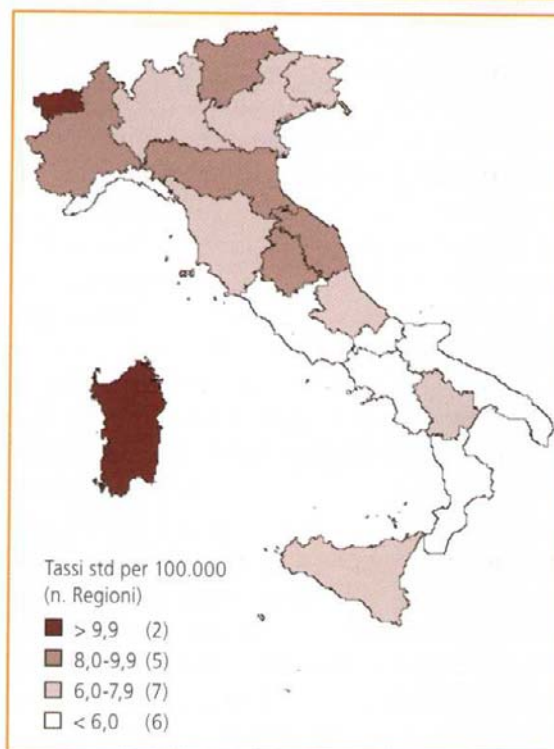 Tassi std per 100.000
(n. Regioni)
> 9,9 (2)
8,0-9,9 (5)
6,0-7,9 (7)
< 6,0 (6)